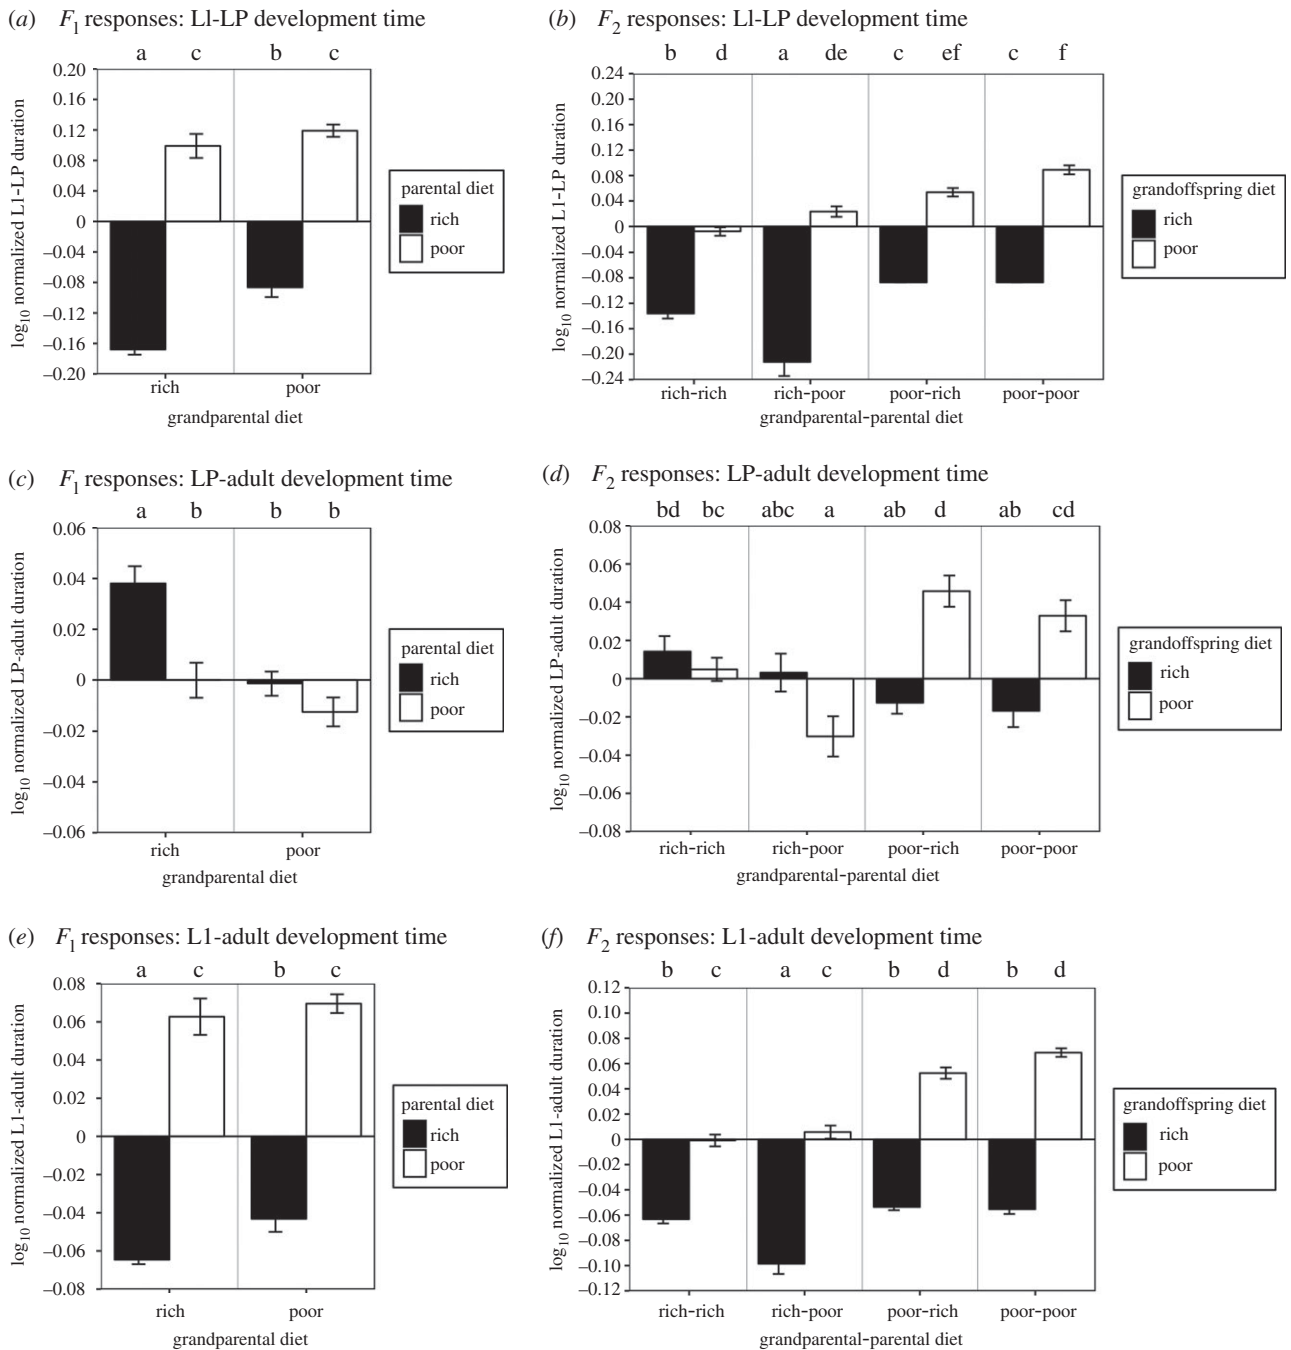 (a) F1 responses: Ll-LP development time
a c b c
log10 normalized L1-LP duration
0.20
0.16
0.12
0.08
0.04
0
–0.04
–0.08
–0.12
–0.16
–0.20
rich poor
grandparental diet
parental diet
rich
poor
(b) F2 responses: Ll-LP development time
b d a de c ef c f
log10 normalized L1-LP duration
0.24
0.20
0.16
0.12
0.08
0.04
0
–0.04
–0.08
–0.12
–0.16
–0.20
–0.24
rich-rich rich-poor poor-rich poor-poor
grandparental-parental diet
grandoffspring diet
rich
poor
(c) F1 responses: LP-adult development time
a b b b
log10 normalized LP-adult duration
0.06
0.04
0.02
0
–0.02
–0.04
–0.06
rich poor
grandparental diet
parental diet
rich
poor
(d) F2 responses: LP-adult development time
bd bc abc a ab d ab cd
log10 normalized LP-adult duration
0.08
0.06
0.04
0.02
0
–0.02
–0.04
–0.06
–0.08
rich-rich rich-poor poor-rich poor-poor
grandparental-parental diet
grandoffspring diet
rich
poor
(e) F1 responses: L1-adult development time
a c b c
log10 normalized L1-adult duration
0.08
0.06
0.04
0.02
0
–0.02
–0.04
–0.06
–0.08
rich poor
grandparental diet
parental diet
rich
poor
(f) F2 responses: L1-adult development time
b c a c b d b d
log10 normalized L1-adult duration
0.12
0.10
0.08
0.06
0.04
0.02
0
–0.02
–0.04
–0.06
–0.08
–0.10
–0.12
rich-rich rich-poor poor-rich poor-poor
grandparental-parental diet
grandoffspring diet
rich
poor